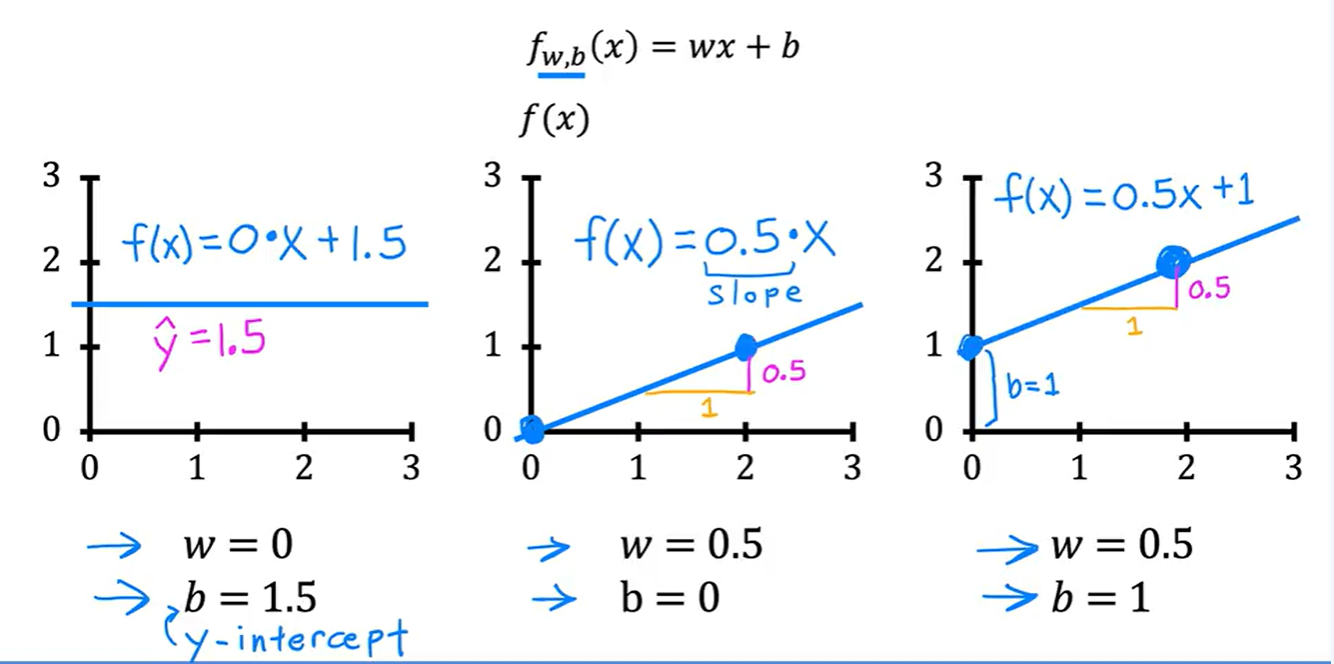 f_{w,b}(x) = wx + b
f(x)
3
2
1
0
0 1 2 3
f(x)=0•X+1.5
ŷ=1.5
→ w = 0
→ b = 1.5
y-intercept
3
2
1
0
0 1 2 3
f(x)=0.5•X
slope
0.5
1
→ w = 0.5
→ b = 0
3
2
1
0
0 1 2 3
f(x)=0.5x+1
0.5
1
b=1
→ w = 0.5
→ b = 1